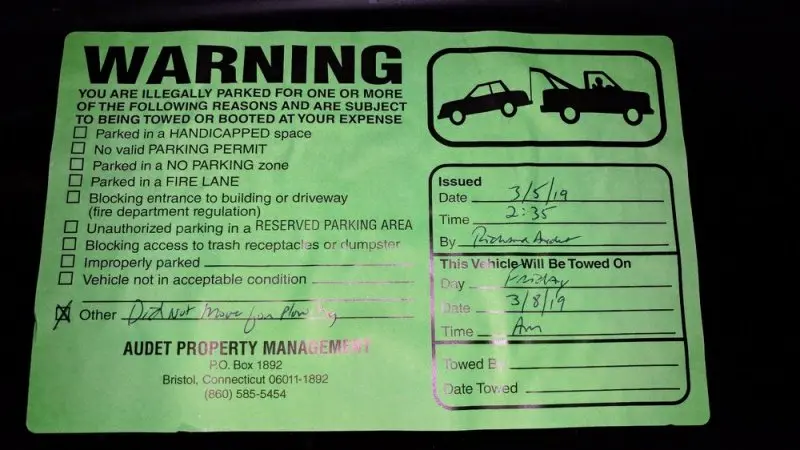 WARNING
YOU ARE ILLEGALLY PARKED FOR ONE OR MORE
OF THE FOLLOWING REASONS AND ARE SUBJECT
TO BEING TOWED OR BOOTED AT YOUR EXPENSE
Parked in a HANDICAPPED space
No valid PARKING PERMIT
Parked in a NO PARKING zone
Parked in a FIRE LANE
Blocking entrance to building or driveway
(fire department regulation)
Unauthorized parking in a RESERVED PARKING AREA
Blocking access to trash receptacles or dumpster
Improperly parked
Vehicle not in acceptable condition
Other Did Not Move for Plowing
AUDET PROPERTY MANAGEMENT
P.O. Box 1892
Bristol, Connecticut 06011-1892
(860) 585-5454
Issued
Date 3/5/19
Time 2:35
By Richard Audet
This Vehicle Will Be Towed On
Day Friday
Date 3/8/19
Time Am
Towed By
Date Towed